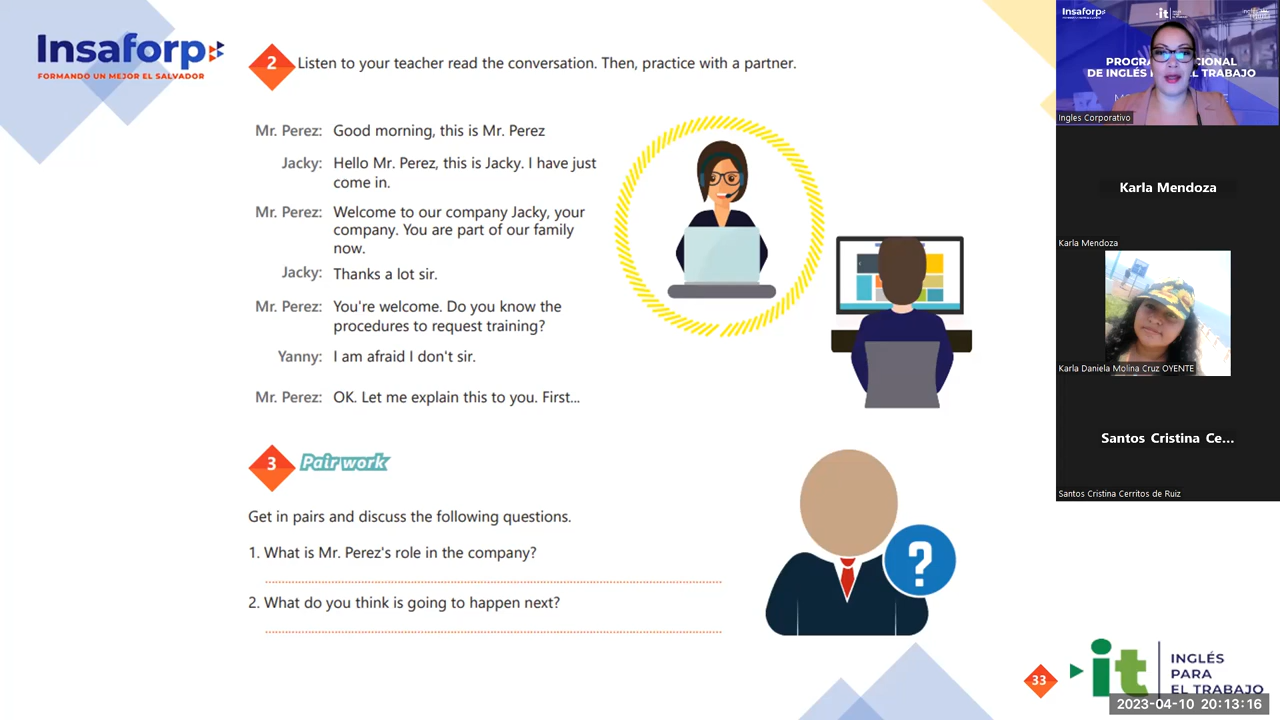 Insaforp
FORMANDO UN MEJOR EL SALVADOR
2
Listen to your teacher read the conversation. Then, practice with a partner.
Mr. Perez: Good morning, this is Mr. Perez
Jacky: Hello Mr. Perez, this is Jacky. I have just
come in.
Mr. Perez: Welcome to our company Jacky, your
company. You are part of our family
now.
Jacky: Thanks a lot sir.
Mr. Perez: You're welcome. Do you know the
procedures to request training?
Yanny: I am afraid I don't sir.
Mr. Perez: OK. Let me explain this to you. First...
3
Pair work
Get in pairs and discuss the following questions.
1. What is Mr. Perez's role in the company?
2. What do you think is going to happen next?
?
33
it
INGLÉS
PARA
EL TRABAJO
2023-04-10 20:13:16
Insaforp
it
Ingles Corporativo
Karla Mendoza
Karla Mendoza
Karla Daniela Molina Cruz OYENTE
Santos Cristina Ce...
Santos Cristina Cerritos de Ruiz